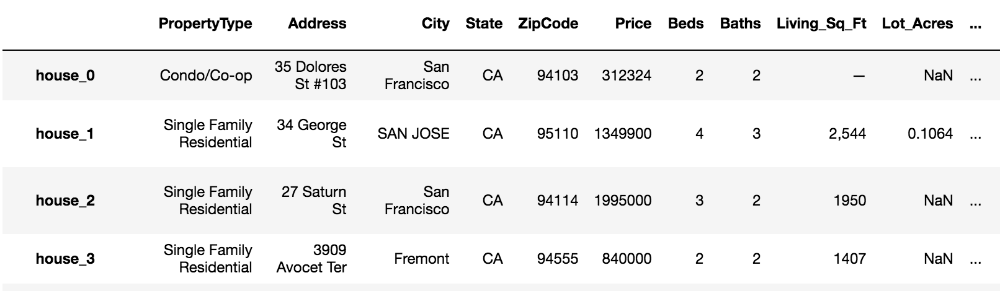 PropertyType Address City State ZipCode Price Beds Baths Living_Sq_Ft Lot_Acres ...
house_0 Condo/Co-op 35 Dolores St #103 San Francisco CA 94103 312324 2 2 — NaN ...
house_1 Single Family Residential 34 George St SAN JOSE CA 95110 1349900 4 3 2,544 0.1064 ...
house_2 Single Family Residential 27 Saturn St San Francisco CA 94114 1995000 3 2 1950 NaN ...
house_3 Single Family Residential 3909 Avocet Ter Fremont CA 94555 840000 2 2 1407 NaN ...